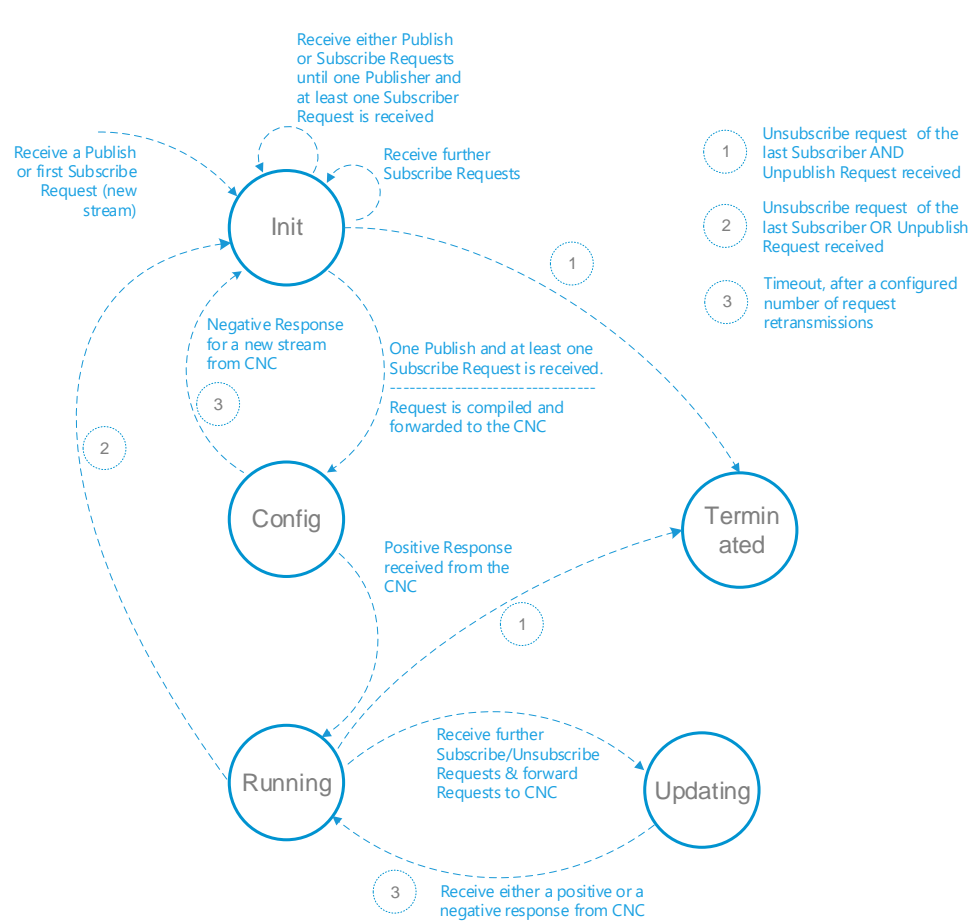 Receive either Publish
or Subscribe Requests
until one Publisher and
at least one Subscriber
Request is received
Receive a Publish
or first Subscribe
Request (new
stream)
Receive further
Subscribe Requests
1
Unsubscribe request of the
last Subscriber AND
Unpublish Request received
2
Unsubscribe request of the
last Subscriber OR Unpublish
Request received
3
Timeout, after a configured
number of request
retransmissions
Init
1
Negative Response
for a new stream
from CNC
3
One Publish and at least one
Subscribe Request is received.
--------------------------------
Request is compiled and
forwarded to the CNC
2
Config
Termin
ated
Positive Response
received from the
CNC
1
Running
Receive further
Subscribe/Unsubscribe
Requests & forward
Requests to CNC
Updating
3
Receive either a positive or a
negative response from CNC